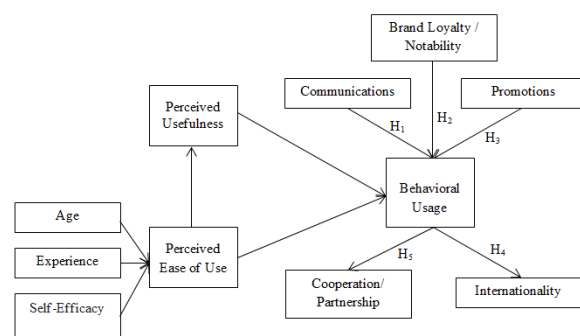 Brand Loyalty /
Notability
Communications
Promotions
H1
H2
H3
Perceived
Usefulness
Behavioral
Usage
Age
Experience
Self-Efficacy
Perceived
Ease of Use
H5
H4
Cooperation/
Partnership
Internationality